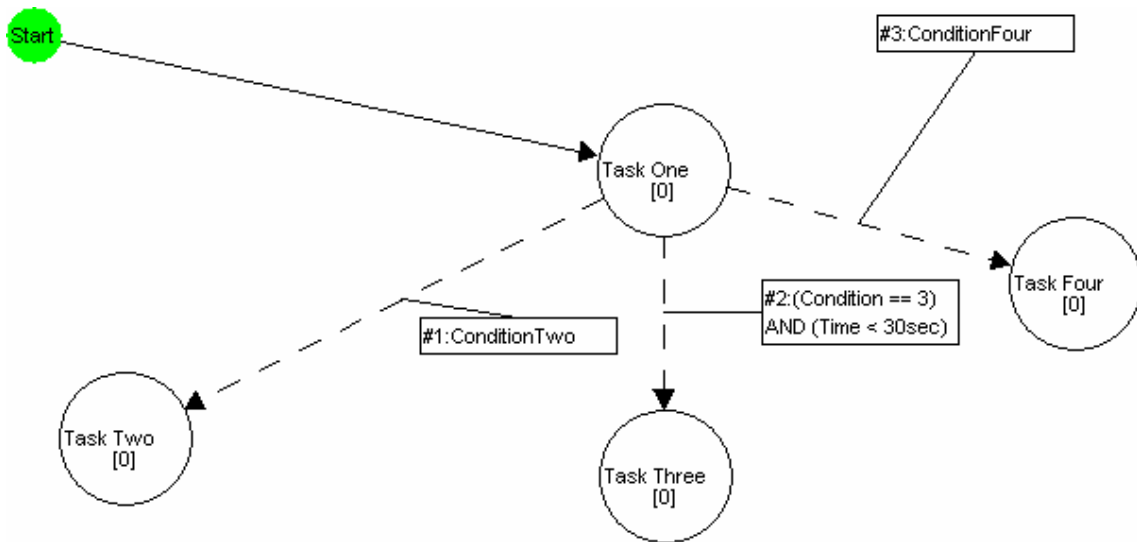 Start
#3:ConditionFour
Task One
[0]
Task Four
[0]
#2:(Condition == 3)
AND (Time < 30sec)
#1:ConditionTwo
Task Two
[0]
Task Three
[0]